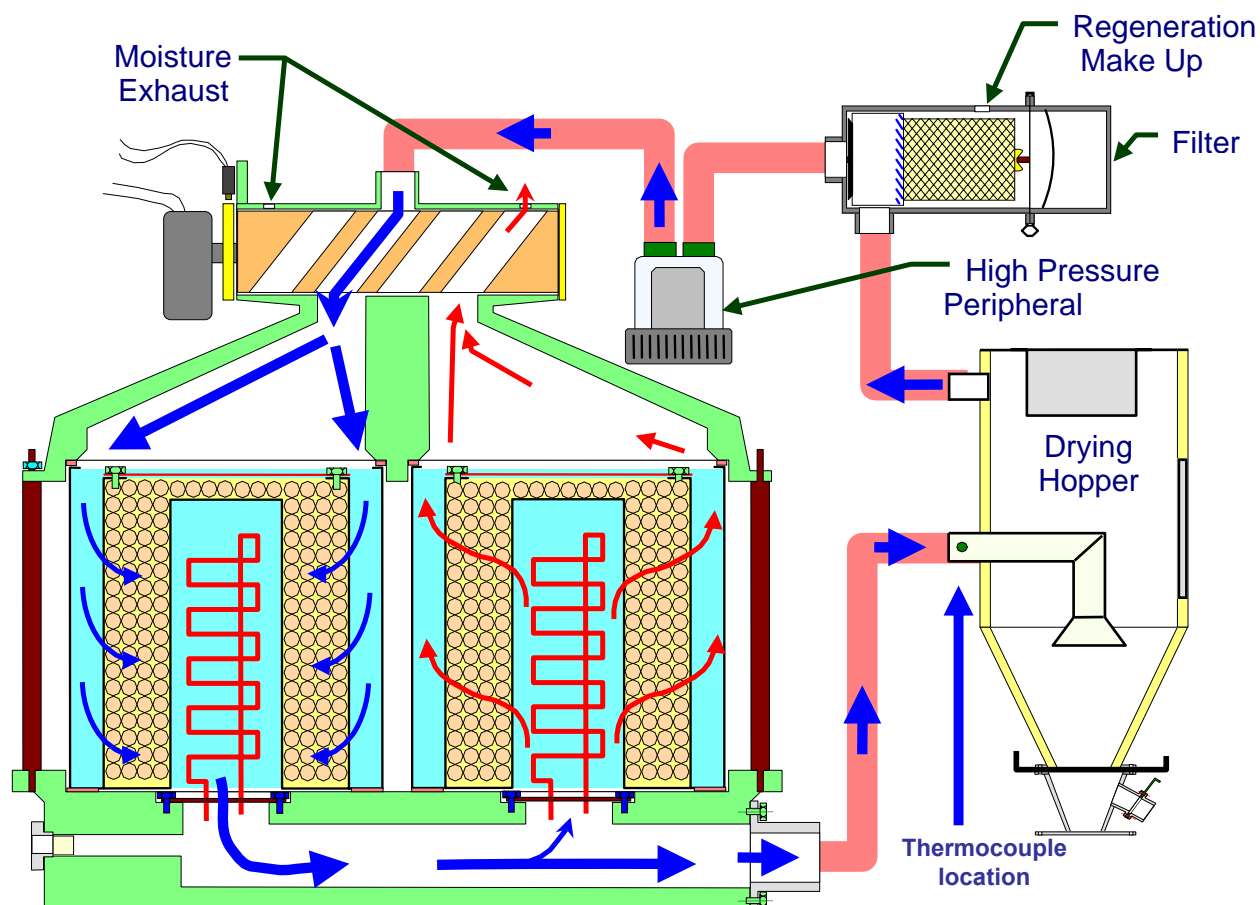 Moisture
Exhaust
Regeneration
Make Up
Filter
High Pressure
Peripheral
Drying
Hopper
Thermocouple
location